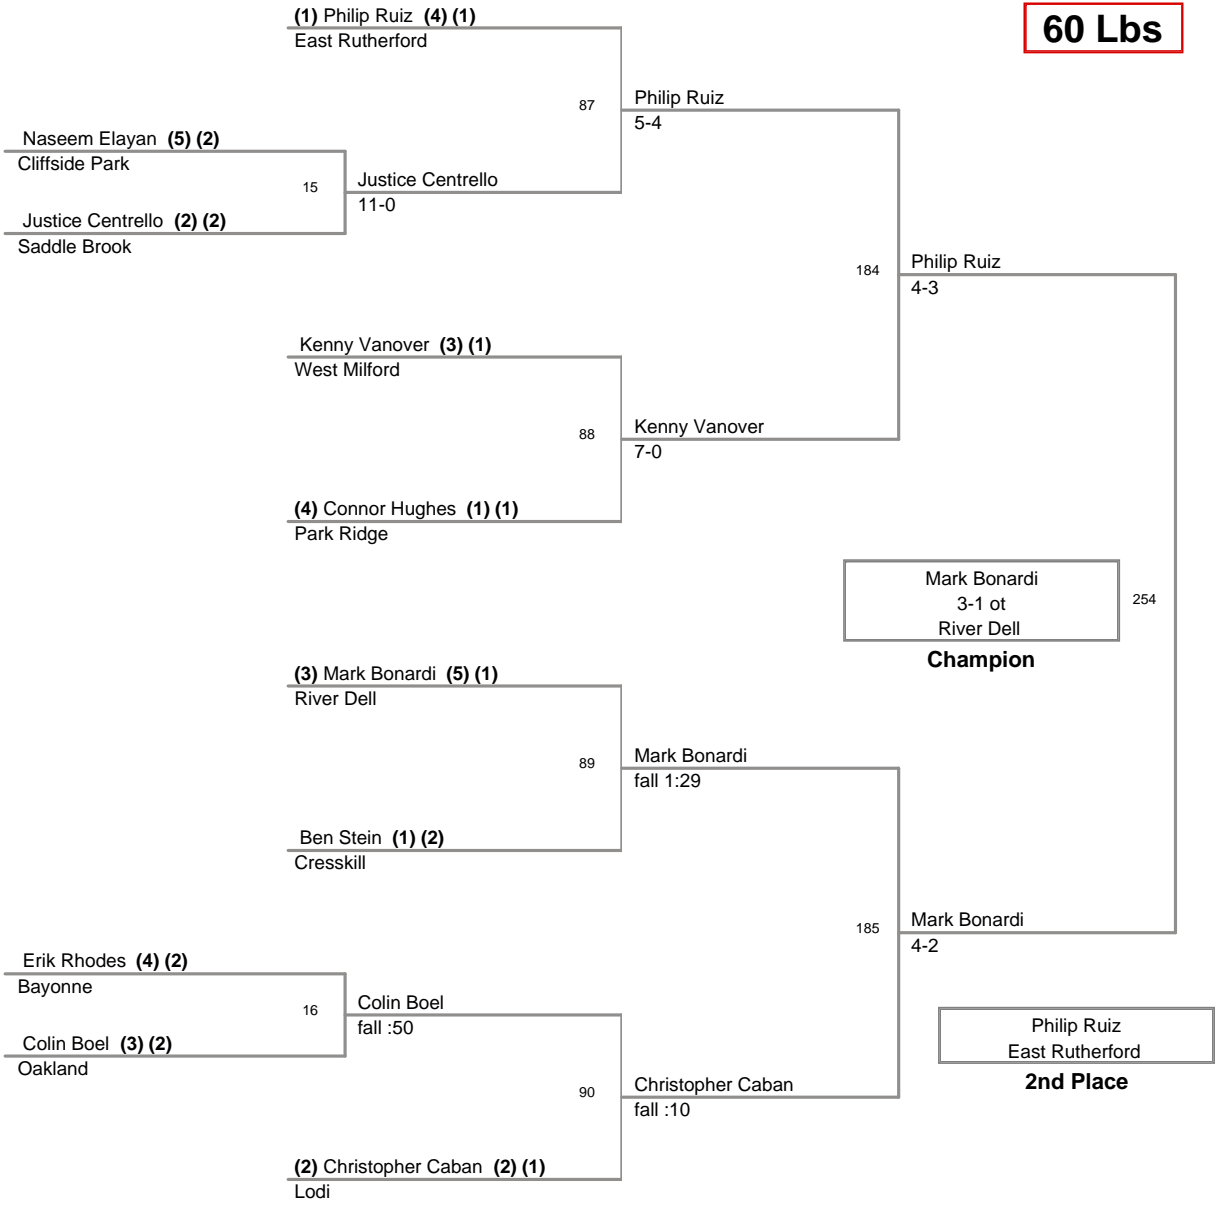 (1) Philip Ruiz (4) (1)
East Rutherford
60 Lbs
87
Philip Ruiz
5-4
Naseem Elayan (5) (2)
Cliffside Park
15
Justice Centrello
11-0
Justice Centrello (2) (2)
Saddle Brook
184
Philip Ruiz
4-3
Kenny Vanover (3) (1)
West Milford
88
Kenny Vanover
7-0
(4) Connor Hughes (1) (1)
Park Ridge
Mark Bonardi
3-1 ot
River Dell
254
Champion
(3) Mark Bonardi (5) (1)
River Dell
89
Mark Bonardi
fall 1:29
Ben Stein (1) (2)
Cresskill
185
Mark Bonardi
4-2
Erik Rhodes (4) (2)
Bayonne
16
Colin Boel
fall :50
Colin Boel (3) (2)
Oakland
Philip Ruiz
East Rutherford
2nd Place
90
Christopher Caban
fall :10
(2) Christopher Caban (2) (1)
Lodi